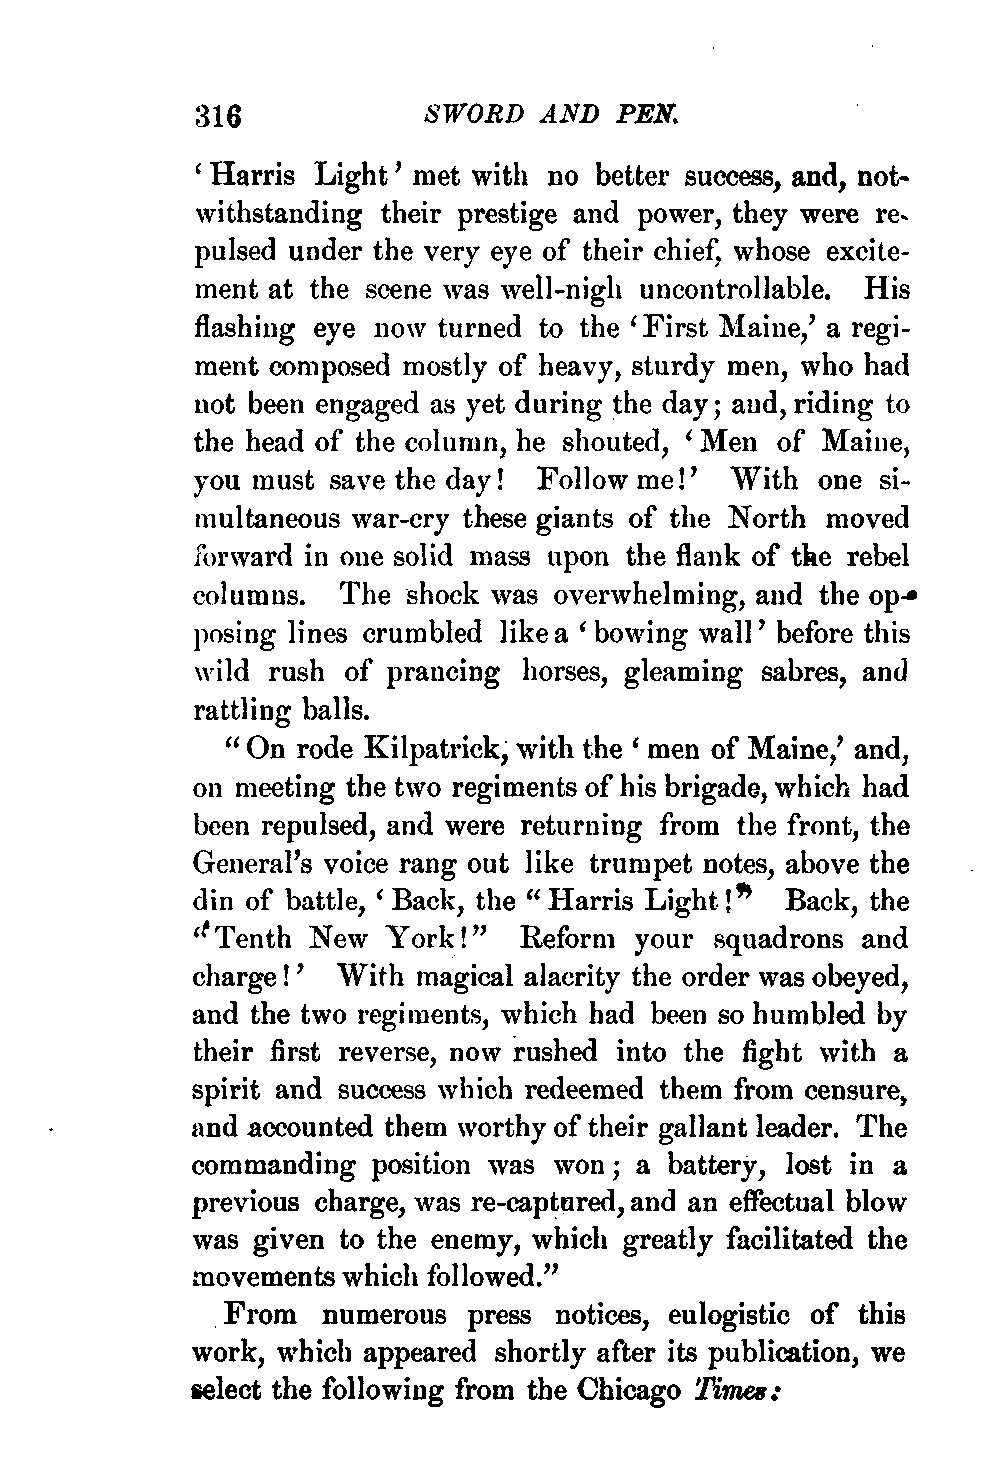 316 SWORD AND PEN.
‘Harris Light’ met with no better success, and, not-
withstanding their prestige and power, they were re-
pulsed under the very eye of their chief, whose excite-
ment at the scene was well-nigh uncontrollable. His
flashing eye now turned to the ‘First Maine,’ a regi-
ment composed mostly of heavy, sturdy men, who had
not been engaged as yet during the day; and, riding to
the head of the column, he shouted, ‘Men of Maine,
you must save the day! Follow me!’ With one si-
multaneous war-cry these giants of the North moved
forward in one solid mass upon the flank of the rebel
columns. The shock was overwhelming, and the op-
posing lines crumbled like a ‘bowing wall’ before this
wild rush of prancing horses, gleaming sabres, and
rattling balls.
“On rode Kilpatrick, with the ‘men of Maine,’ and,
on meeting the two regiments of his brigade, which had
been repulsed, and were returning from the front, the
General’s voice rang out like trumpet notes, above the
din of battle, ‘Back, the “Harris Light!” Back, the
“Tenth New York!” Reform your squadrons and
charge!’ With magical alacrity the order was obeyed,
and the two regiments, which had been so humbled by
their first reverse, now rushed into the fight with a
spirit and success which redeemed them from censure,
and accounted them worthy of their gallant leader. The
commanding position was won; a battery, lost in a
previous charge, was re-captured, and an effectual blow
was given to the enemy, which greatly facilitated the
movements which followed.”
From numerous press notices, eulogistic of this
work, which appeared shortly after its publication, we
select the following from the Chicago Times: